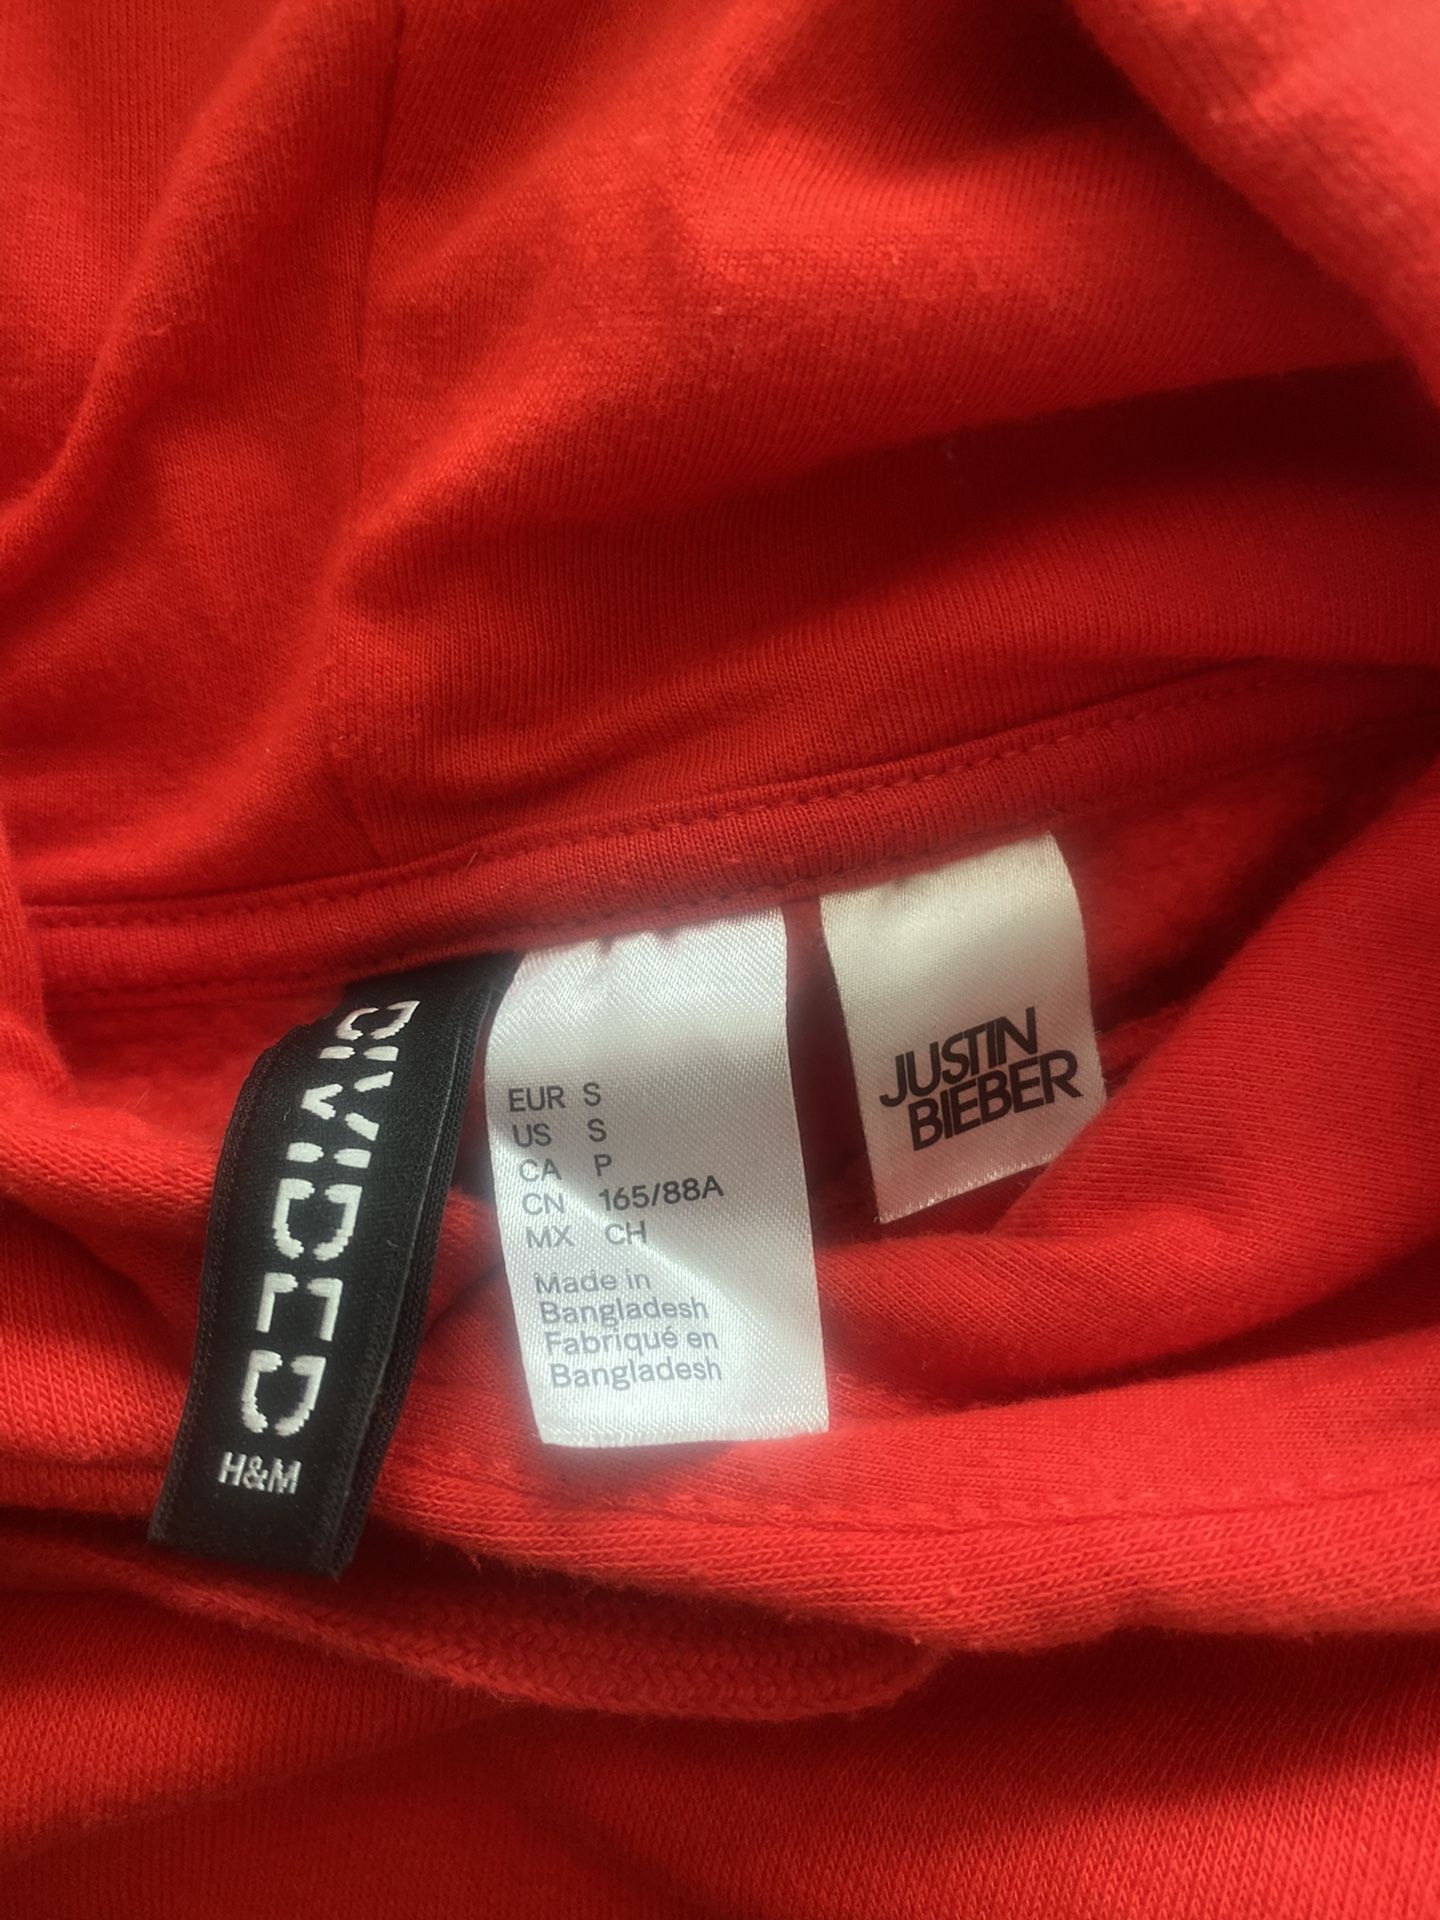 DIVIDED
H&M
EUR S
US S
CA P
CN 165/88A
MX CH
Made in
Bangladesh
Fabriqué en
Bangladesh
JUSTIN
BIEBER